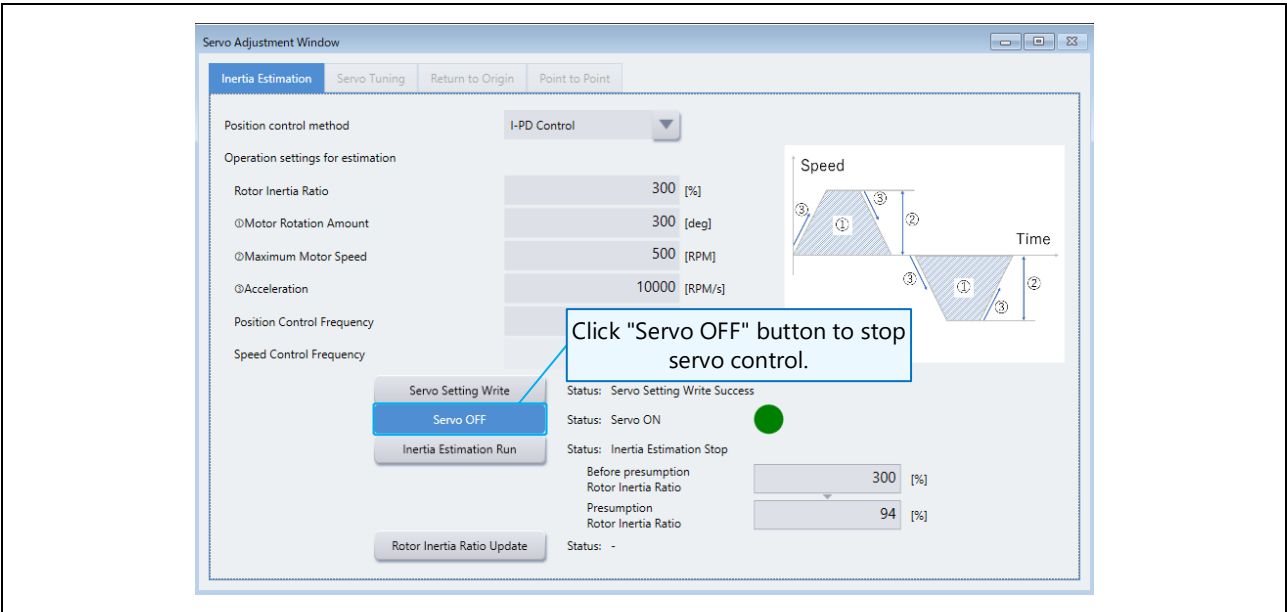 Servo Adjustment Window
Inertia Estimation Servo Tuning Return to Origin Point to Point
Position control method I-PD Control
Operation settings for estimation
Rotor Inertia Ratio 300 [%]
①Motor Rotation Amount 300 [deg]
②Maximum Motor Speed 500 [RPM]
③Acceleration 10000 [RPM/s]
Position Control Frequency
Speed Control Frequency
Speed
③ ③
① ②
Time
③ ① ②
③
Click "Servo OFF" button to stop
servo control.
Servo Setting Write Status: Servo Setting Write Success
Servo OFF Status: Servo ON
Inertia Estimation Run Status: Inertia Estimation Stop
Before presumption
Rotor Inertia Ratio 300 [%]
Presumption
Rotor Inertia Ratio 94 [%]
Rotor Inertia Ratio Update Status: -